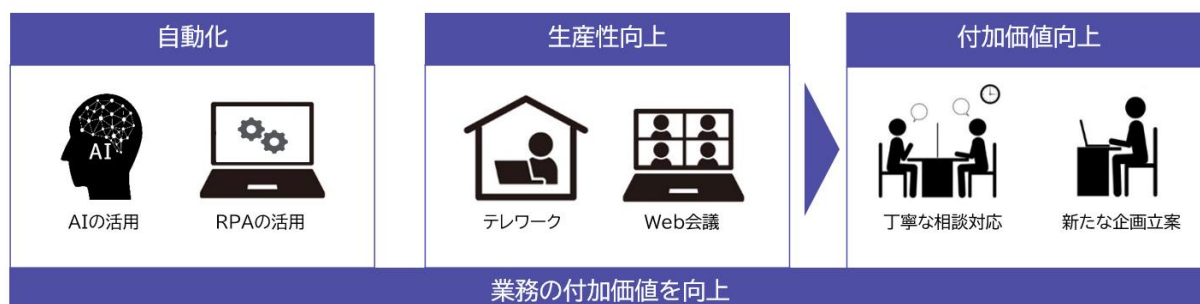 自動化
AI
AIの活用
RPAの活用
生産性向上
テレワーク
Web会議
付加価値向上
丁寧な相談対応
新たな企画立案
業務の付加価値を向上